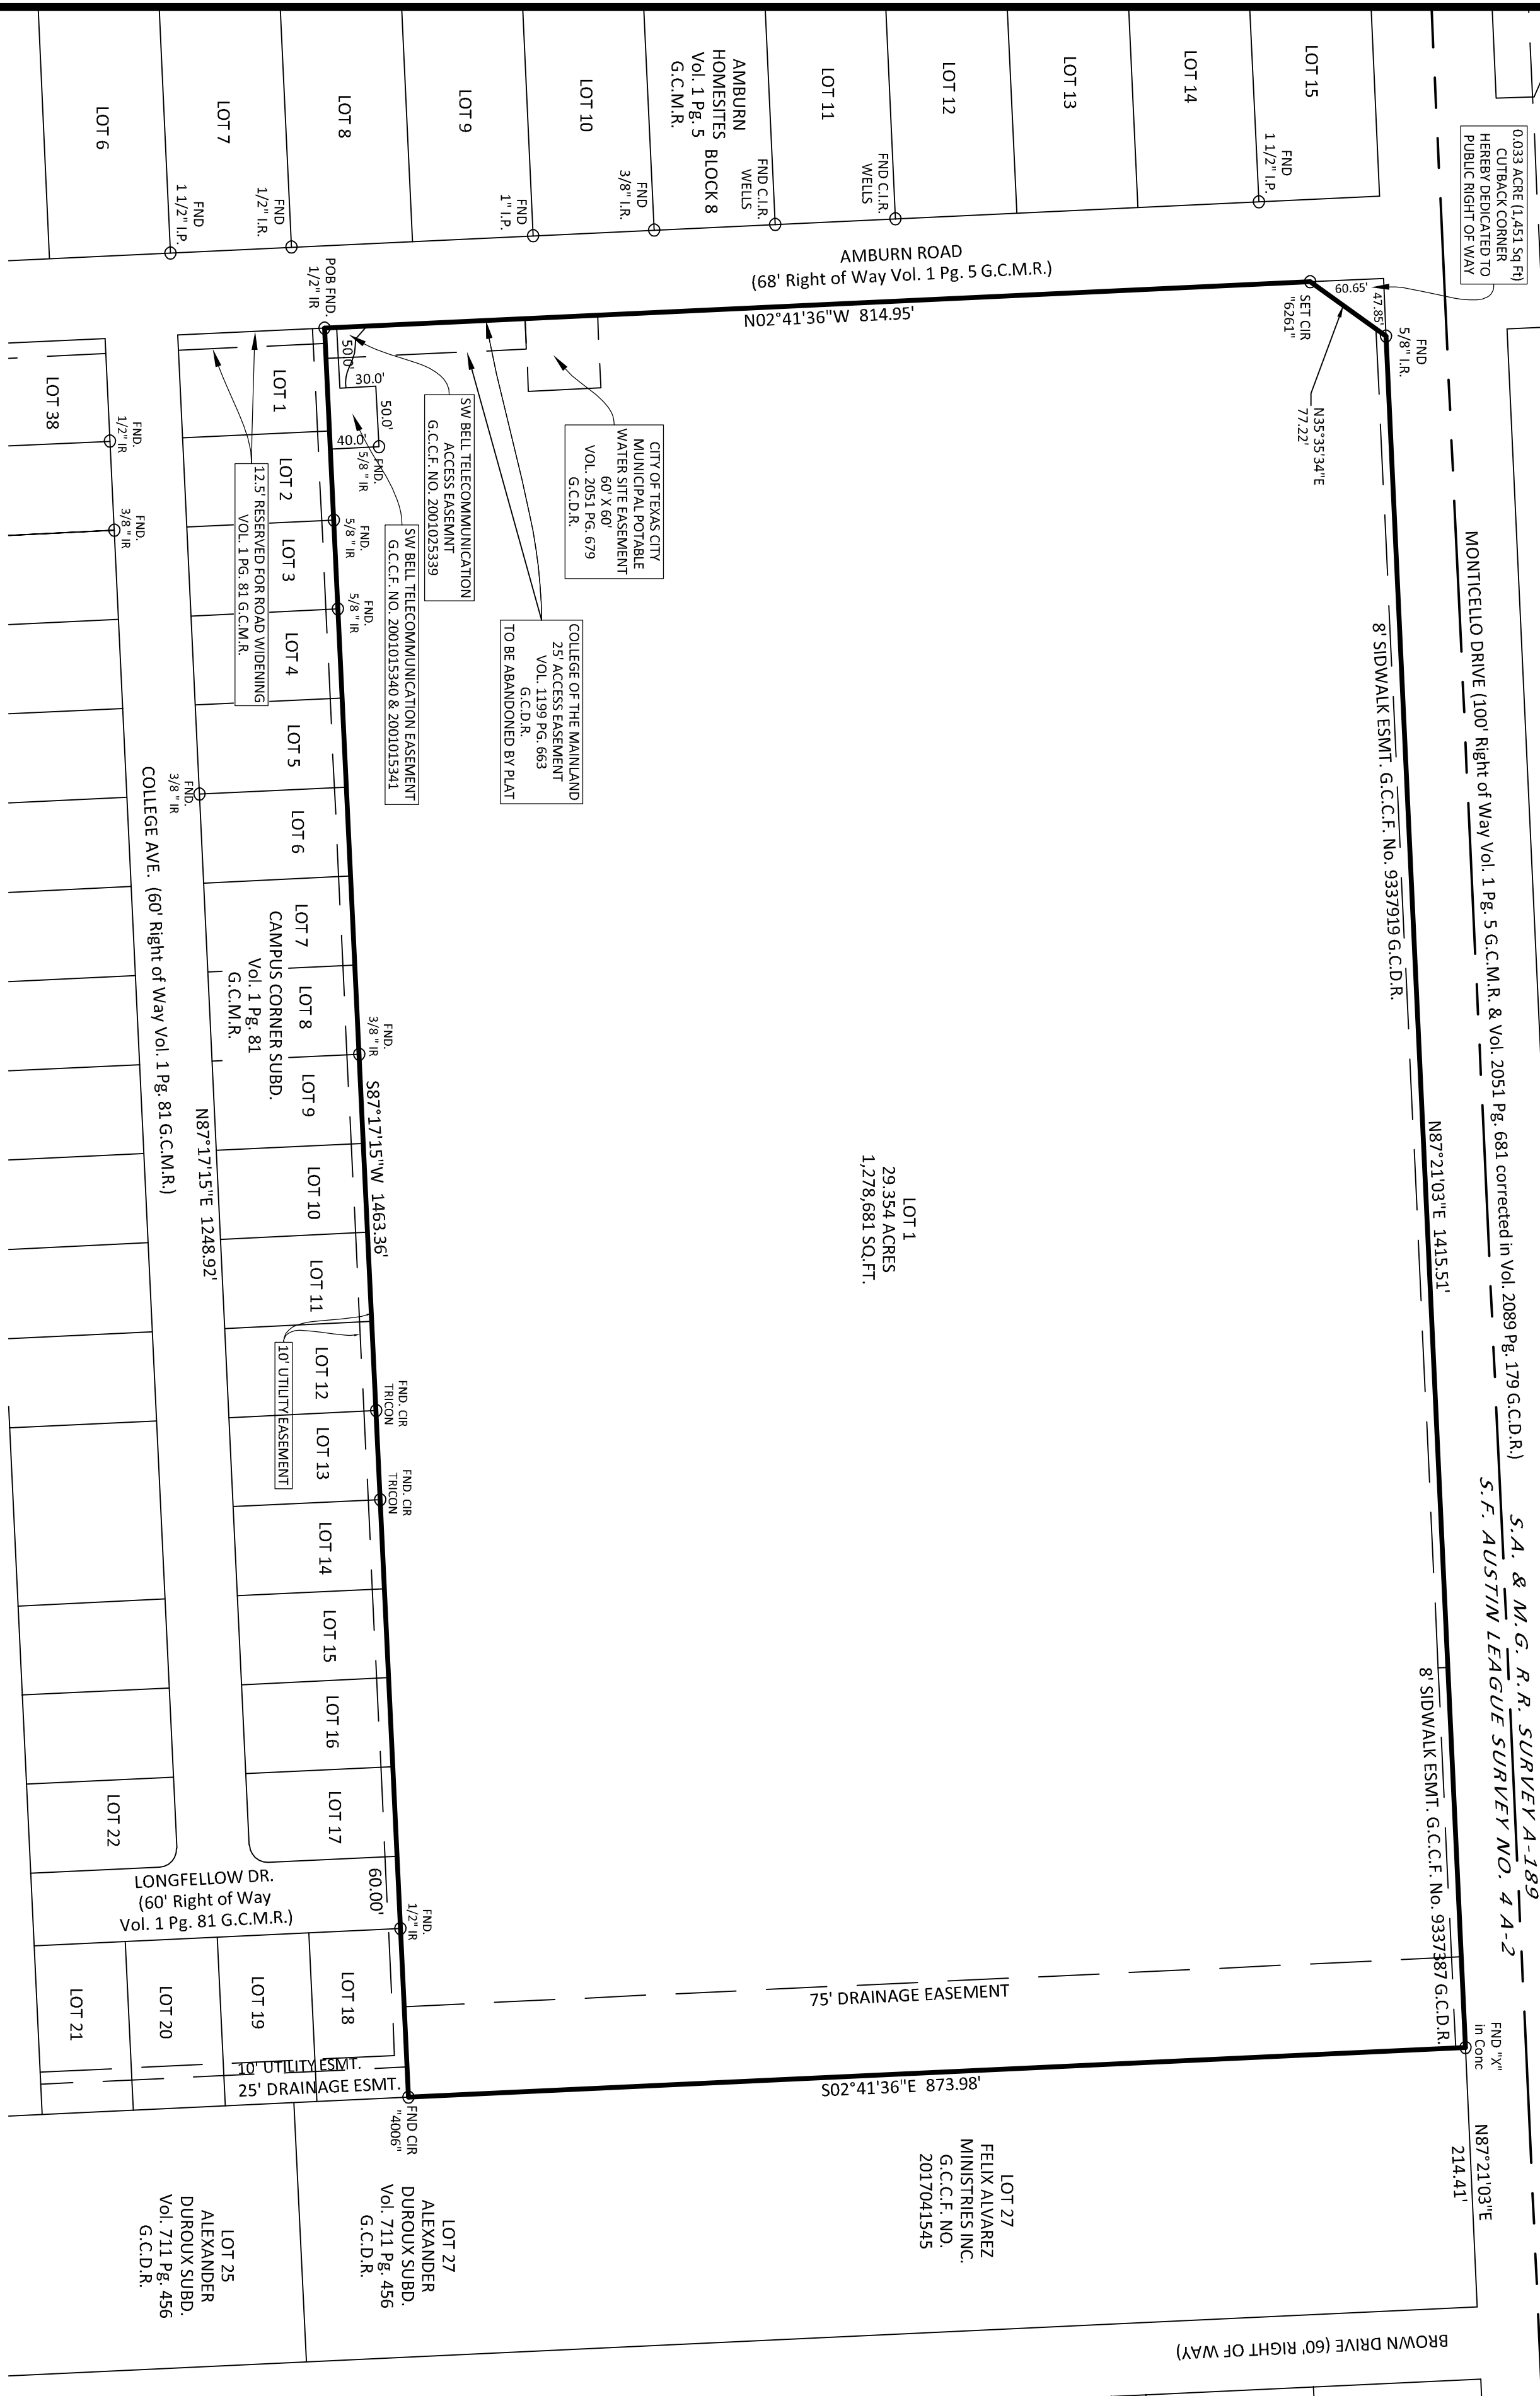 0.033 ACRE (1,451 Sq Ft)
CUTBACK CORNER
HEREBY DEDICATED TO
PUBLIC RIGHT OF WAY
LOT 15
LOT 14
LOT 13
LOT 12
LOT 11
LOT 10
LOT 9
LOT 8
LOT 7
LOT 6
AMBURN
HOMESITES BLOCK 8
Vol. 1 Pg. 5
G.C.M.R.
FND
1 1/2" I.P.
FND C.I.R.
WELLS
FND C.I.R.
WELLS
FND
3/8" I.R.
FND
1" I.P.
FND
1/2" I.R.
FND
1 1/2" I.P.
AMBURN ROAD
(68' Right of Way Vol. 1 Pg. 5 G.C.M.R.)
N02°41'36"W 814.95'
60.65'
47.85'
SET CIR
"6261"
FND
5/8" I.R.
N35°35'34"E
77.22'
MONTICELLO DRIVE (100' Right of Way Vol. 1 Pg. 5 G.C.M.R. & Vol. 2051 Pg. 681 corrected in Vol. 2089 Pg. 179 G.C.D.R.)
S.A. & M.G. R.R. SURVEY A-189
S.F. AUSTIN LEAGUE SURVEY NO. 4 A-2
8' SIDWALK ESMT. G.C.C.F. No. 9337919 G.C.D.R.
N87°21'03"E 1415.51'
8' SIDWALK ESMT. G.C.C.F. No. 9337387 G.C.D.R.
FND "X"
in Conc
N87°21'03"E
214.41'
CITY OF TEXAS CITY
MUNICIPAL POTABLE
WATER SITE EASEMENT
60' X 60'
VOL. 2051 PG. 679
G.C.D.R.
COLLEGE OF THE MAINLAND
25' ACCESS EASEMENT
VOL. 1199 PG. 663
G.C.D.R.
TO BE ABANDONED BY PLAT
SW BELL TELECOMMUNICATION
ACCESS EASEMNT
G.C.C.F. NO. 2001025339
SW BELL TELECOMMUNICATION EASEMENT
G.C.C.F. NO. 2001015340 & 2001015341
LOT 1
29.354 ACRES
1,278,681 SQ.FT.
75' DRAINAGE EASEMENT
S02°41'36"E 873.98'
LOT 27
FELIX ALVAREZ
MINISTRIES INC.
G.C.C.F. NO.
2017041545
BROWN DRIVE (60' RIGHT OF WAY)
POB FND.
1/2" IR
50.0'
30.0'
50.0'
40.0'
FND.
5/8 " IR
FND.
5/8 " IR
FND.
5/8 " IR
FND.
3/8 " IR
S87°17'15"W 1463.36'
FND. CIR
TRICON
FND. CIR
TRICON
60.00'
FND.
1/2" IR
FND CIR
"4006"
LOT 1
LOT 2
LOT 3
LOT 4
LOT 5
LOT 6
LOT 7
LOT 8
LOT 9
LOT 10
LOT 11
LOT 12
LOT 13
LOT 14
LOT 15
LOT 16
LOT 17
12.5' RESERVED FOR ROAD WIDENING
VOL. 1 PG. 81 G.C.M.R.
CAMPUS CORNER SUBD.
Vol. 1 Pg. 81
G.C.M.R.
10' UTILITY EASEMENT
FND.
3/8 " IR
N87°17'15"E 1248.92'
COLLEGE AVE. (60' Right of Way Vol. 1 Pg. 81 G.C.M.R.)
LOT 38
FND.
1/2" IR
FND.
3/8 " IR
LOT 22
LONGFELLOW DR.
(60' Right of Way
Vol. 1 Pg. 81 G.C.M.R.)
LOT 18
LOT 19
LOT 20
LOT 21
10' UTILITY ESMT.
25' DRAINAGE ESMT.
LOT 27
ALEXANDER
DUROUX SUBD.
Vol. 711 Pg. 456
G.C.D.R.
LOT 25
ALEXANDER
DUROUX SUBD.
Vol. 711 Pg. 456
G.C.D.R.